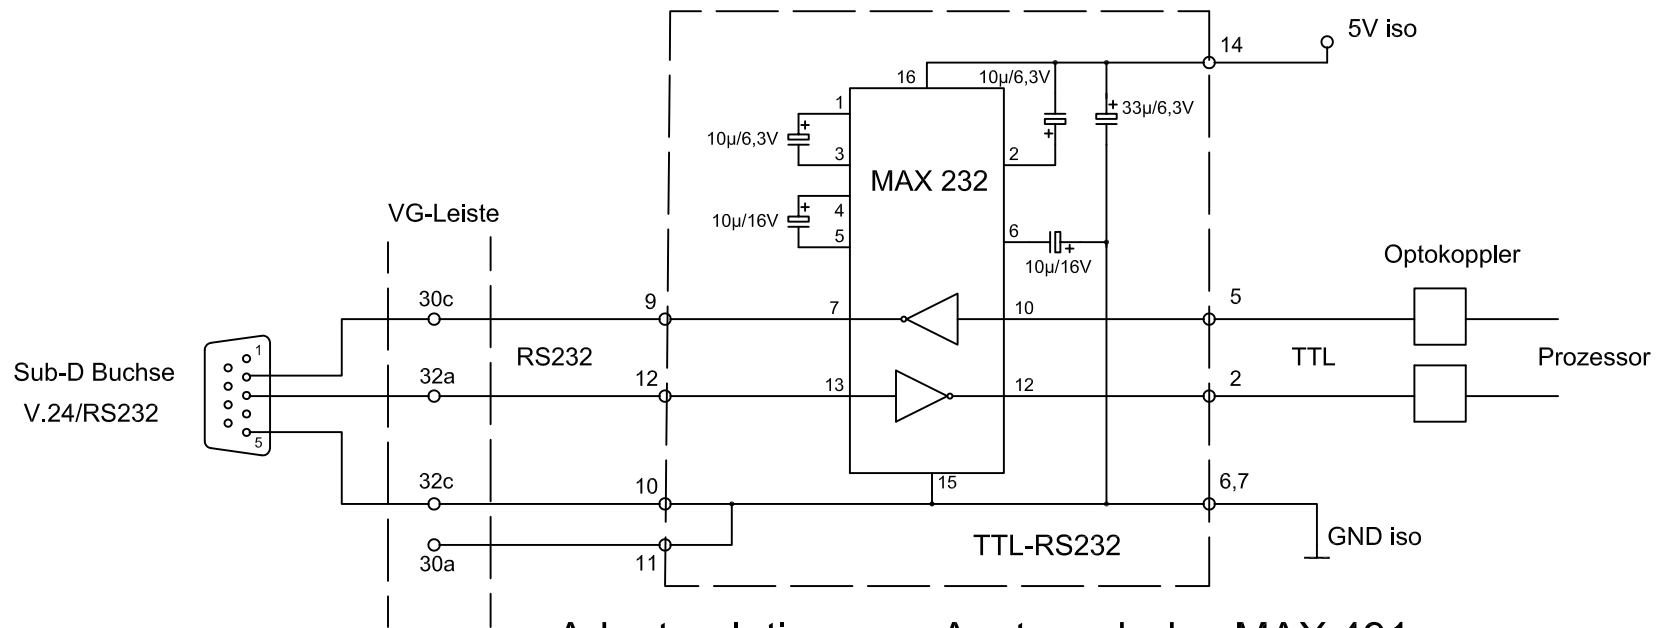 5V iso
14
16
10µ/6,3V
1
10µ/6,3V
3
+
+
+ 33µ/6,3V
2
MAX 232
VG-Leiste
10µ/16V
+
4
5
6
+
10µ/16V
Optokoppler
30c
9
7
10
5
Sub-D Buchse
V.24/RS232
1
5
RS232
TTL
Prozessor
32a
12
13
12
2
32c
10
15
6,7
30a
11
TTL-RS232
GND iso